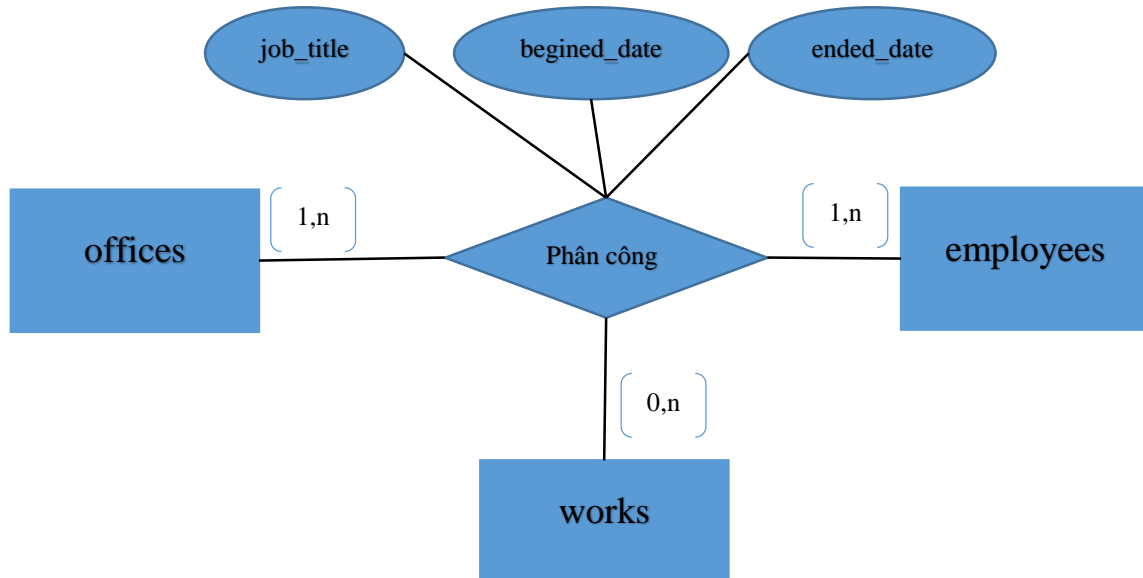 job_title
begined_date
ended_date
offices
1,n
Phân công
1,n
employees
0,n
works